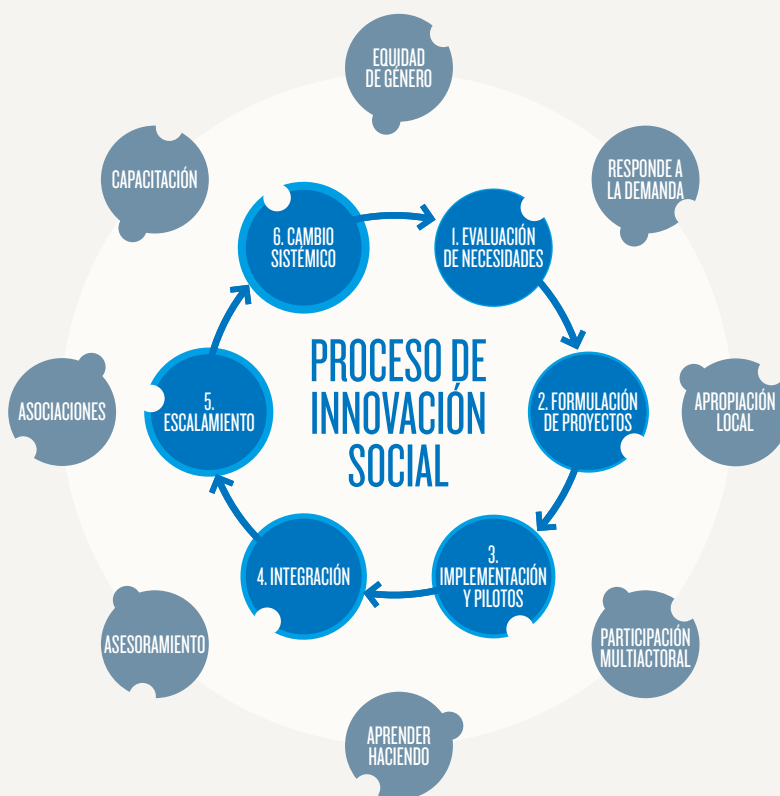 EQUIDAD
DE GÉNERO
CAPACITACIÓN
RESPONDE A
LA DEMANDA
6. CAMBIO
SISTÉMICO
1. EVALUACIÓN
DE NECESIDADES
PROCESO DE
INNOVACIÓN
SOCIAL
ASOCIACIONES
5.
ESCALAMIENTO
2. FORMULACIÓN
DE PROYECTOS
APROPIACIÓN
LOCAL
4. INTEGRACIÓN
3.
IMPLEMENTACIÓN
Y PILOTOS
ASESORAMIENTO
PARTICIPACIÓN
MULTIACTORAL
APRENDER
HACIENDO